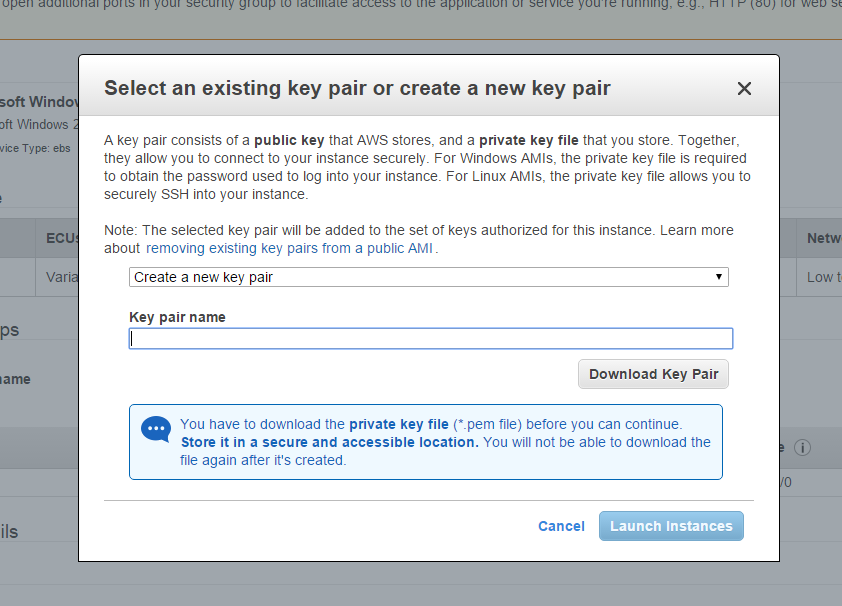 open additional ports in your security group to facilitate access to the application or service you're running, e.g., HTTP (80) for web se
Select an existing key pair or create a new key pair
soft Window
A key pair consists of a public key that AWS stores, and a private key file that you store. Together,
oft Windows 2
vice Type: ebs
they allow you to connect to your instance securely. For Windows AMIs, the private key file is required
to obtain the password used to log into your instance. For Linux AMIs, the private key file allows you to
securely SSH into your instance.
e
Note: The selected key pair will be added to the set of keys authorized for this instance. Learn more
about removing existing key pairs from a public AMI .
ECUs
Netw
Create a new key pair
Varia
Low to
Key pair name
ps
Download Key Pair
name
You have to download the private key file (*.pem file) before you can continue.
Store it in a secure and accessible location. You will not be able to download the
file again after it's created.
e
/0
Cancel
Launch Instances
ils